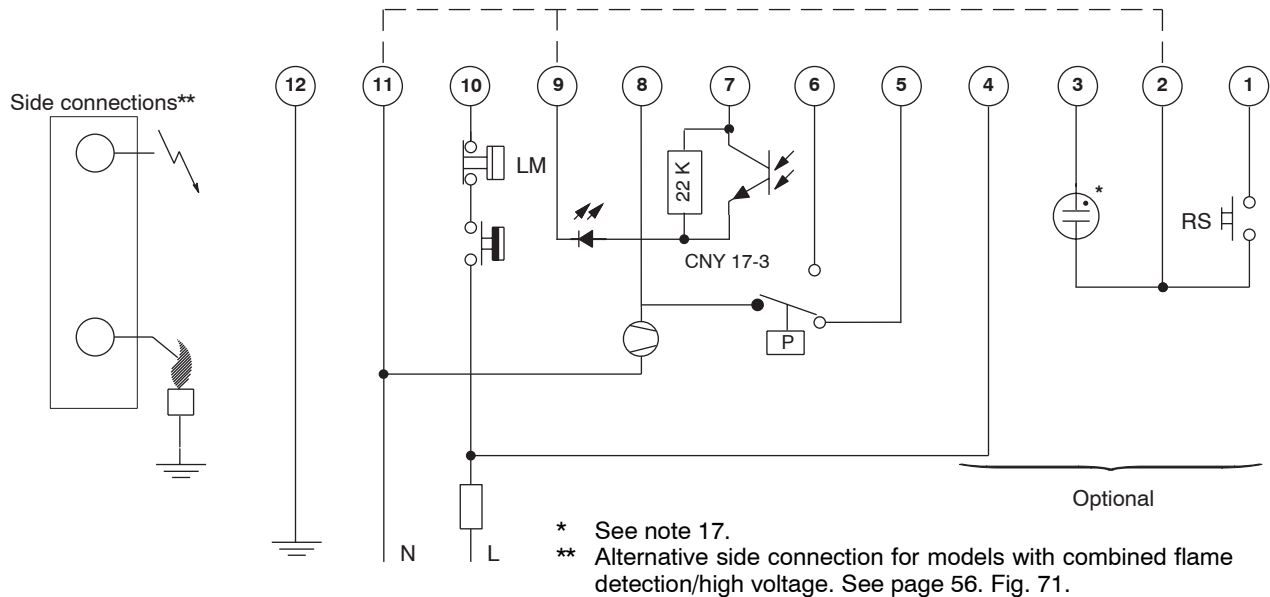 12 11 10 9 8 7 6 5 4 3 2 1
Side connections**
LM
22 K
*
RS
CNY 17-3
P
Optional
N L
* See note 17.
** Alternative side connection for models with combined flame
detection/high voltage. See page 56. Fig. 71.